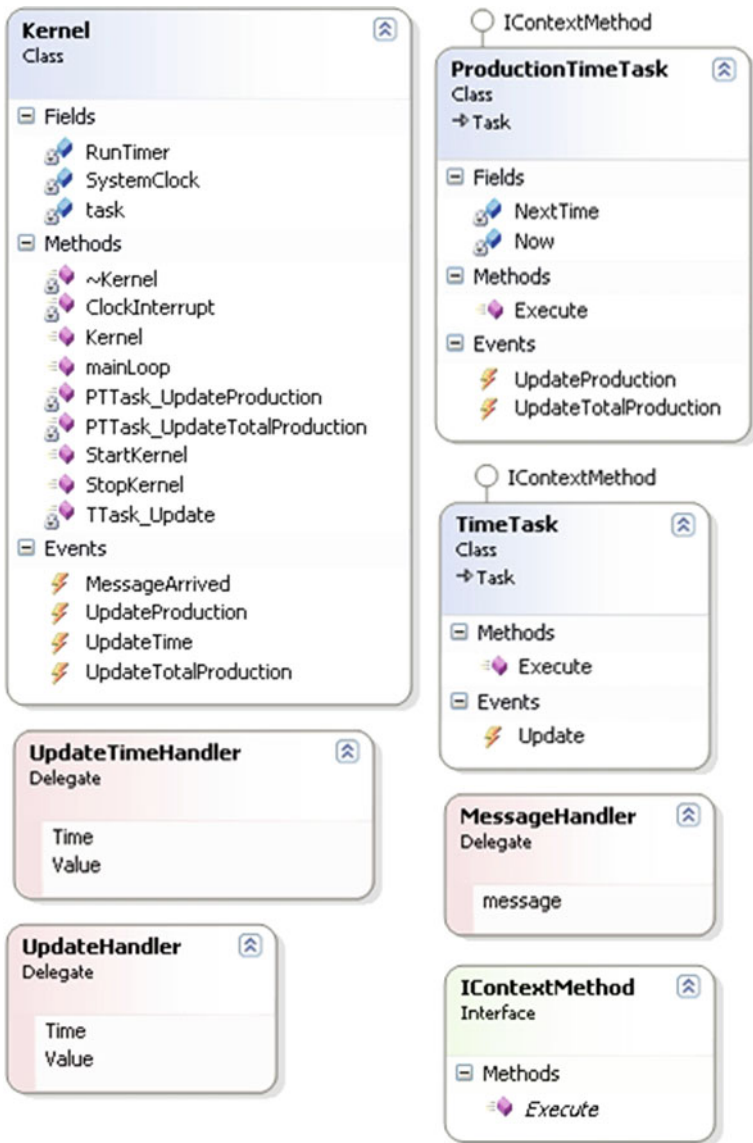 Kernel
Class
Fields
RunTimer
SystemClock
task
Methods
~Kernel
ClockInterrupt
Kernel
mainLoop
PTTask_UpdateProduction
PTTask_UpdateTotalProduction
StartKernel
StopKernel
TTask_Update
Events
MessageArrived
UpdateProduction
UpdateTime
UpdateTotalProduction
UpdateTimeHandler
Delegate
Time
Value
UpdateHandler
Delegate
Time
Value
IContextMethod
ProductionTimeTask
Class
Task
Fields
NextTime
Now
Methods
Execute
Events
UpdateProduction
UpdateTotalProduction
IContextMethod
TimeTask
Class
Task
Methods
Execute
Events
Update
MessageHandler
Delegate
message
IContextMethod
Interface
Methods
Execute